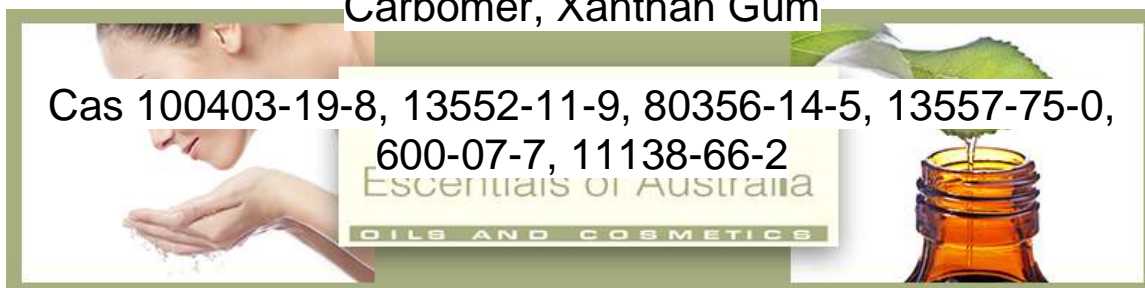 Carbomer, Xanthan Gum
Cas 100403-19-8, 13552-11-9, 80356-14-5, 13557-75-0,
600-07-7, 11138-66-2
Escentials of Australia
OILS AND COSMETICS